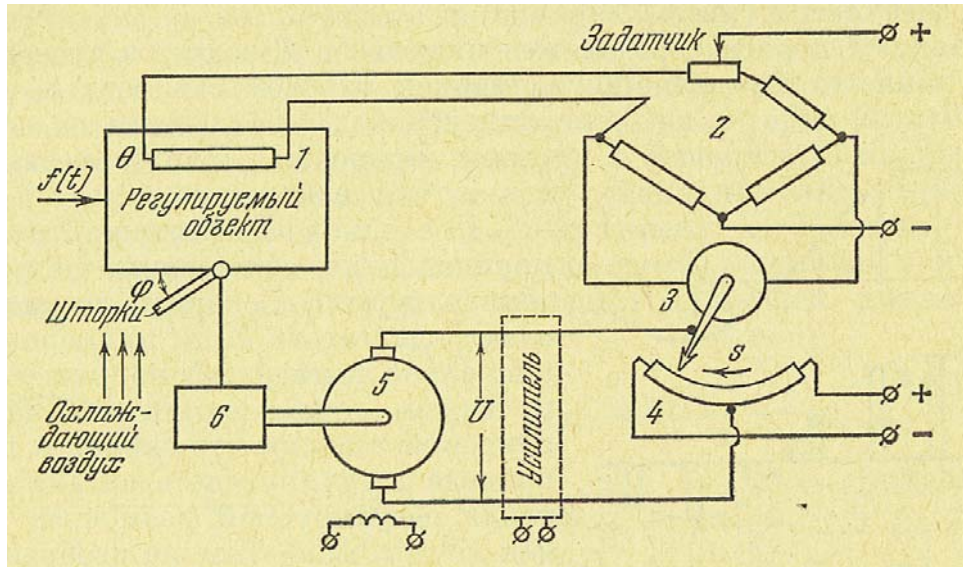 Задатчик
+
θ
1
2
f(t)
Регулируемый
объект
−
φ
3
Шторки
s
5
U
Усилитель
4
+
6
−
Охлаж-
дающий
воздух